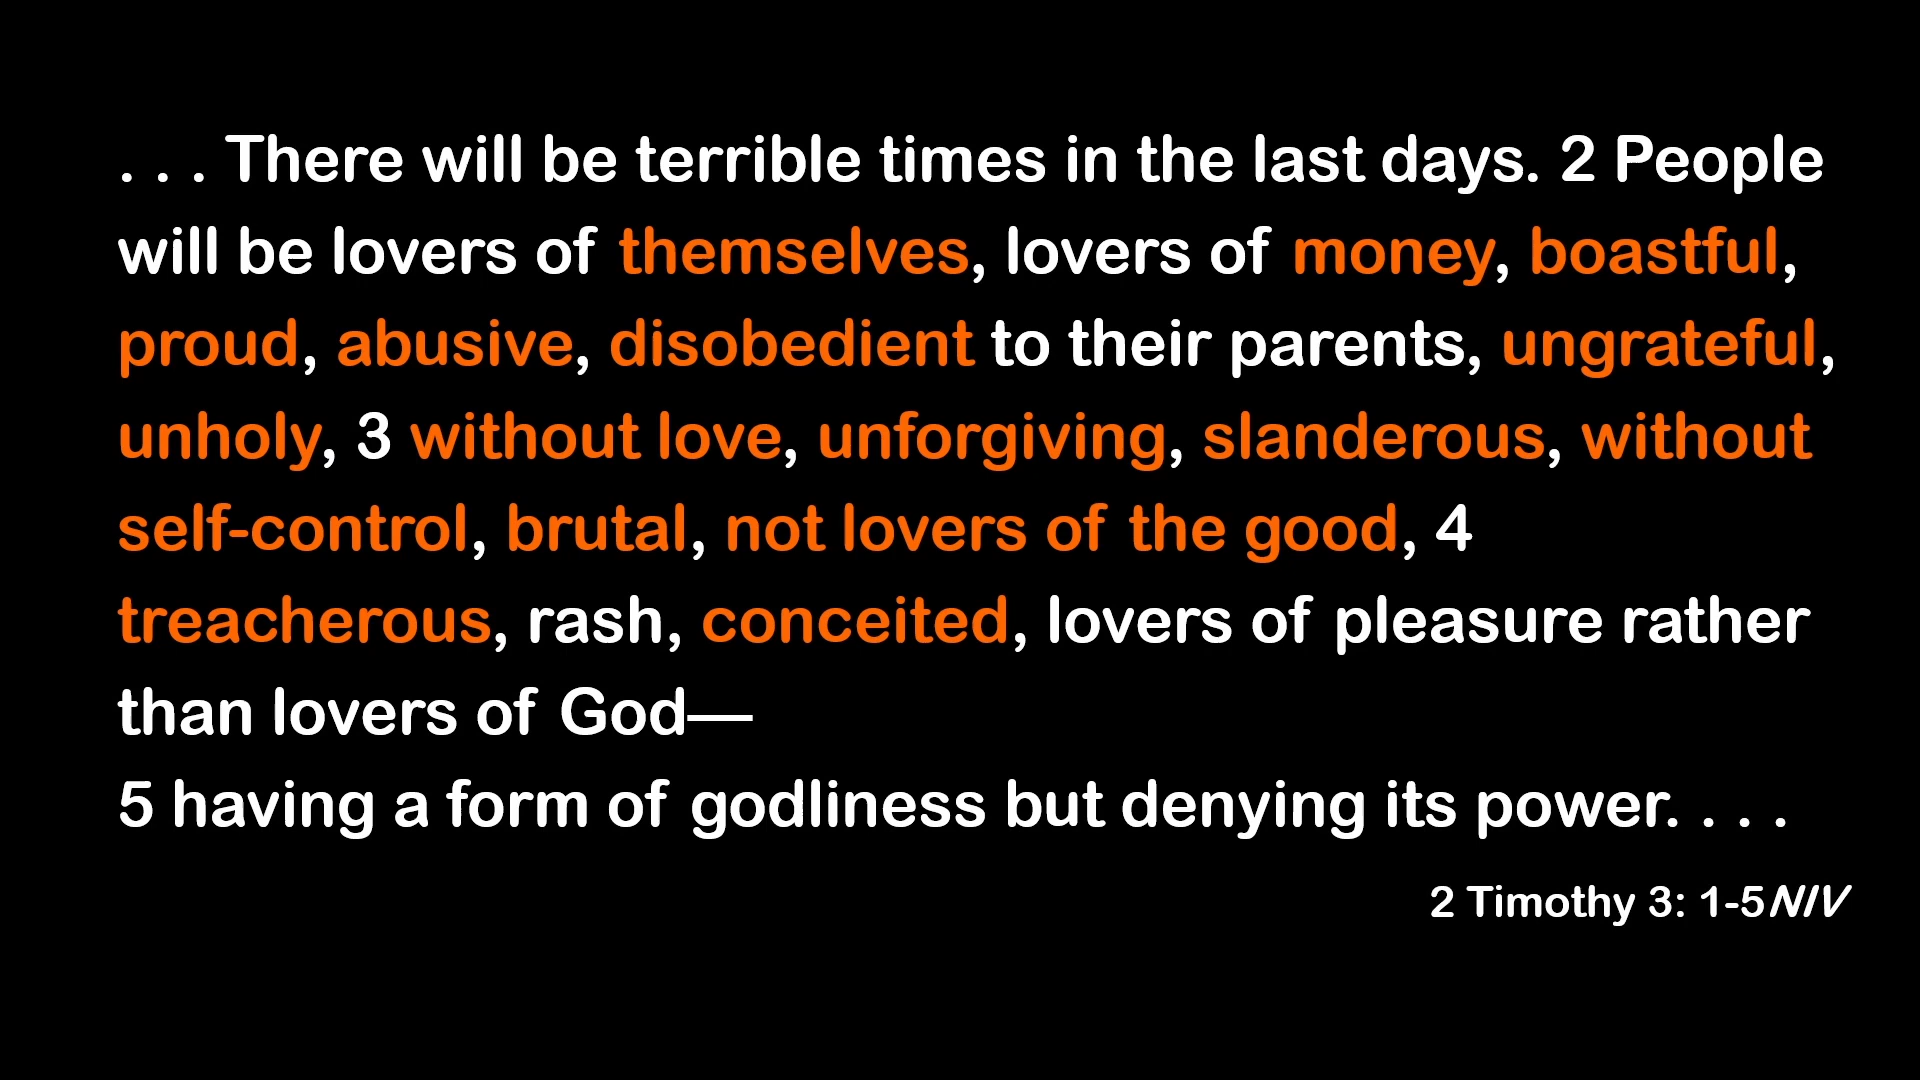 . . . There will be terrible times in the last days. 2 People
will be lovers of themselves, lovers of money, boastful,
proud, abusive, disobedient to their parents, ungrateful,
unholy, 3 without love, unforgiving, slanderous, without
self-control, brutal, not lovers of the good, 4
treacherous, rash, conceited, lovers of pleasure rather
than lovers of God—
5 having a form of godliness but denying its power. . . .
2 Timothy 3: 1-5 NIV